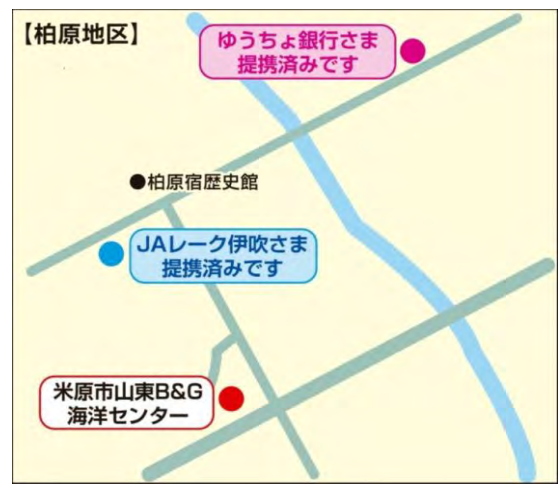 【柏原地区】
ゆうちょ銀行さま
提携済みです
●柏原宿歴史館
JAレーク伊吹さま
提携済みです
米原市山東B&G
海洋センター